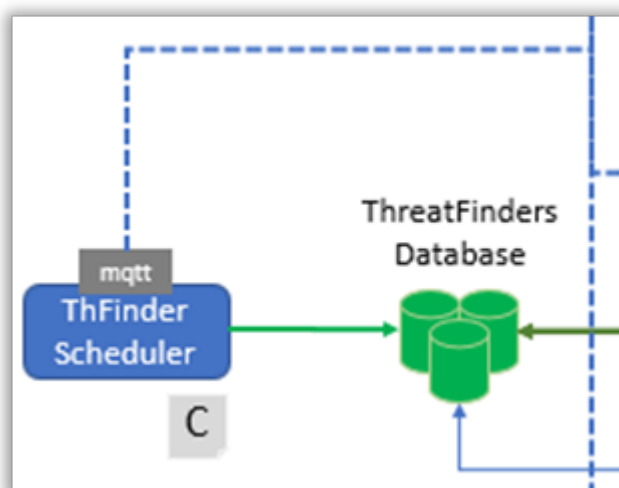 ThreatFinders
Database
mqtt
ThFinder
Scheduler
C